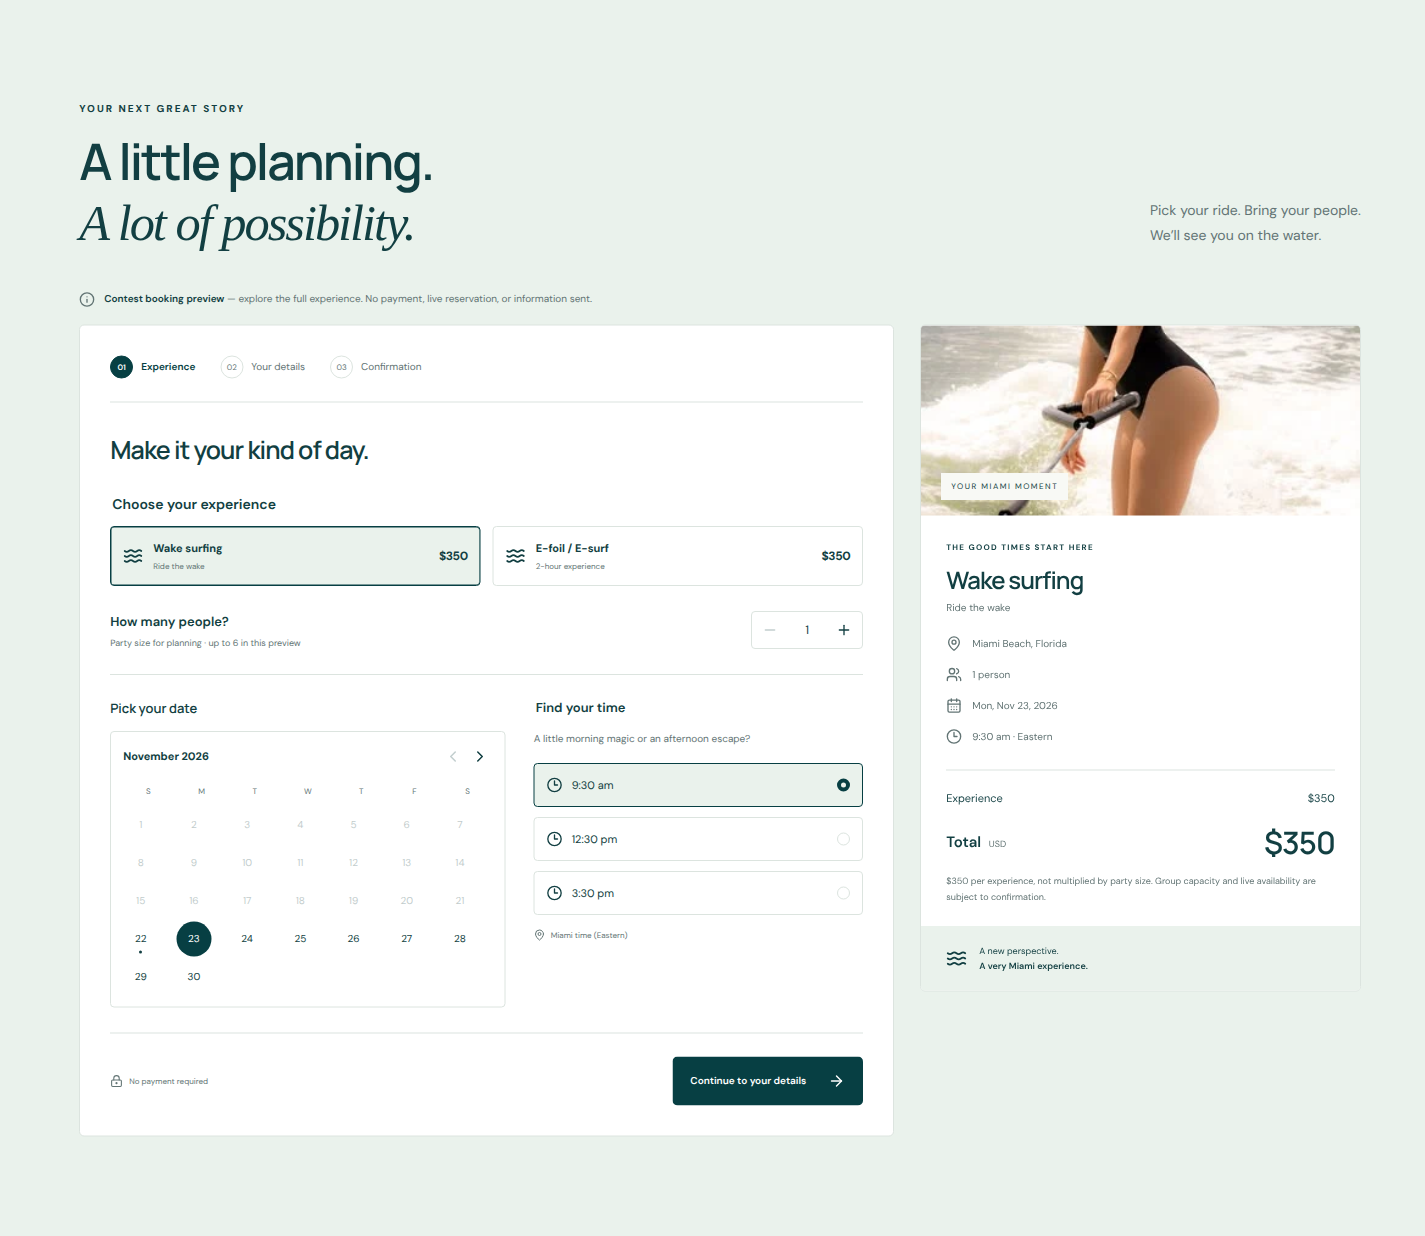 YOUR NEXT GREAT STORY
A little planning.
A lot of possibility.
Pick your ride. Bring your people.
We'll see you on the water.
Contest booking preview — explore the full experience. No payment, live reservation, or information sent.
01 Experience 02 Your details 03 Confirmation
Make it your kind of day.
Choose your experience
Wake surfing
Ride the wake
$350
E-foil / E-surf
2-hour experience
$350
How many people?
Party size for planning · up to 6 in this preview
1
Pick your date
November 2026
S M T W T F S
1 2 3 4 5 6 7
8 9 10 11 12 13 14
15 16 17 18 19 20 21
22 23 24 25 26 27 28
29 30
Find your time
A little morning magic or an afternoon escape?
9:30 am
12:30 pm
3:30 pm
Miami time (Eastern)
No payment required
Continue to your details
YOUR MIAMI MOMENT
THE GOOD TIMES START HERE
Wake surfing
Ride the wake
Miami Beach, Florida
1 person
Mon, Nov 23, 2026
9:30 am · Eastern
Experience $350
Total USD $350
$350 per experience, not multiplied by party size. Group capacity and live availability are
subject to confirmation.
A new perspective.
A very Miami experience.